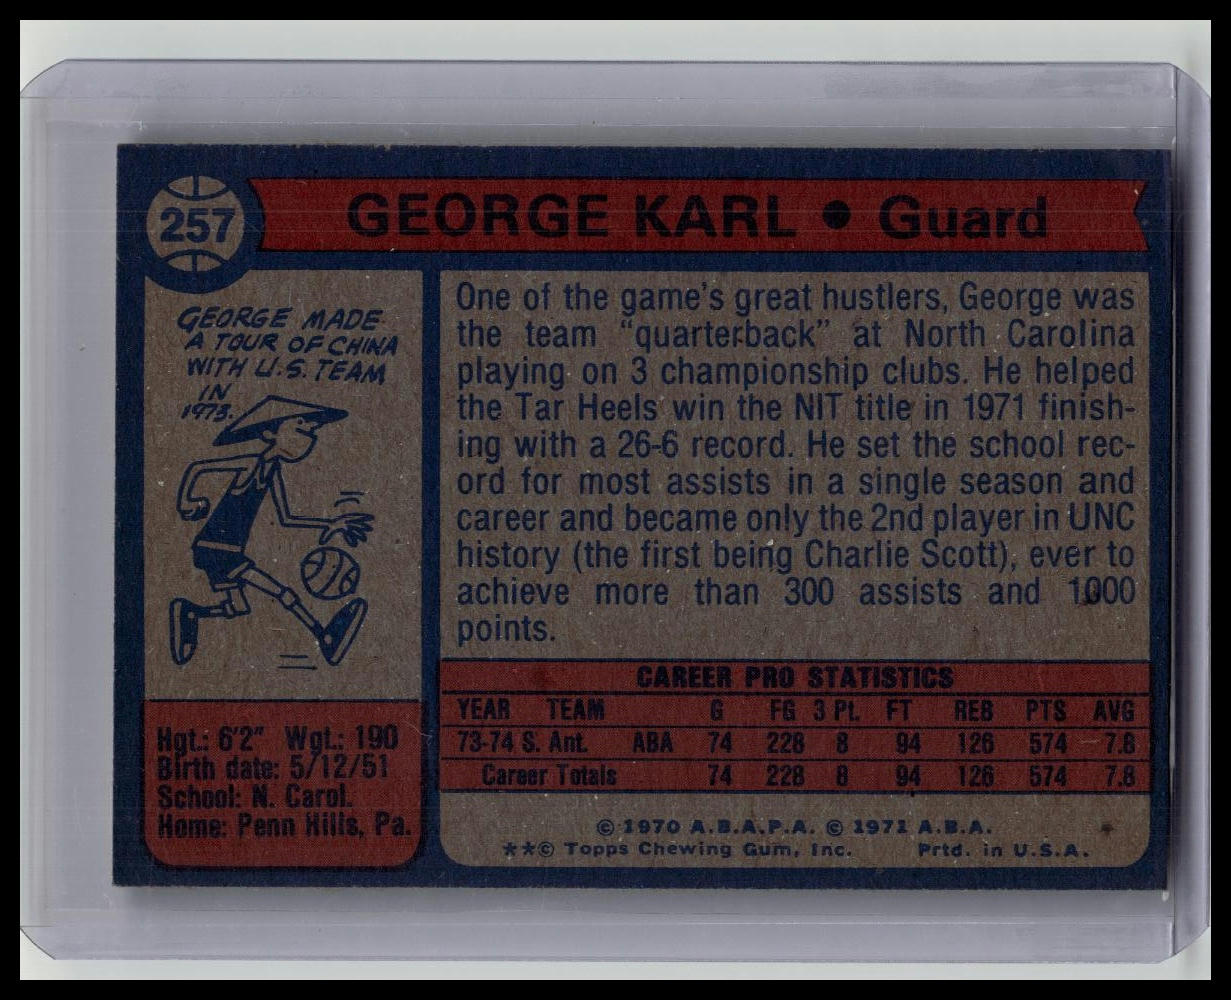 257
GEORGE KARL • Guard
GEORGE MADE
A TOUR OF CHINA
WITH U.S. TEAM
IN
1973.
One of the game's great hustlers, George was
the team "quarterback" at North Carolina
playing on 3 championship clubs. He helped
the Tar Heels win the NIT title in 1971 finish-
ing with a 26-6 record. He set the school rec-
ord for most assists in a single season and
career and became only the 2nd player in UNC
history (the first being Charlie Scott), ever to
achieve more than 300 assists and 1000
points.
Hgt.: 6'2" Wgt.: 190
Birth date: 5/12/51
School: N. Carol.
Home: Penn Hills, Pa.
CAREER PRO STATISTICS
YEAR TEAM G FG 3 Pt. FT REB PTS AVG
73-74 S. Ant. ABA 74 228 8 94 126 574 7.8
Career Totals 74 228 8 94 126 574 7.8
© 1970 A.B.A.P.A. © 1971 A.B.A.
**© Topps Chewing Gum, Inc. Prtd. in U.S.A.